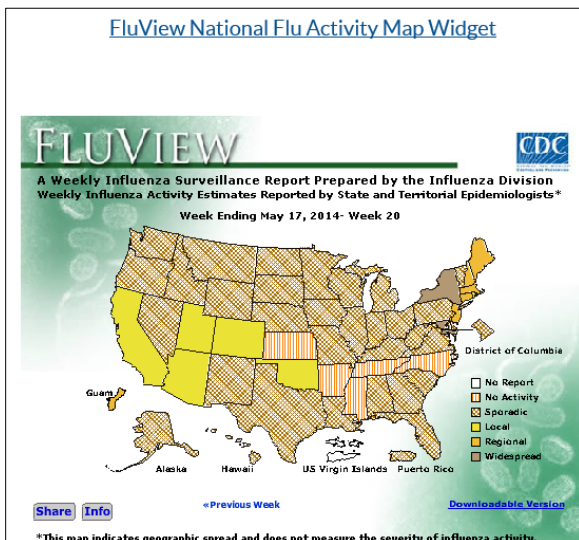 FluView National Flu Activity Map Widget
FLUVIEW
CDC
A Weekly Influenza Surveillance Report Prepared by the Influenza Division
Weekly Influenza Activity Estimates Reported by State and Territorial Epidemiologists*
Week Ending May 17, 2014- Week 20
District of Columbia
No Report
No Activity
Sporadic
Local
Regional
Widespread
Guam
Alaska
Hawaii
US Virgin Islands
Puerto Rico
Share
Info
«Previous Week
Downloadable Version
*This map indicates geographic spread and does not measure the severity of influenza activity.